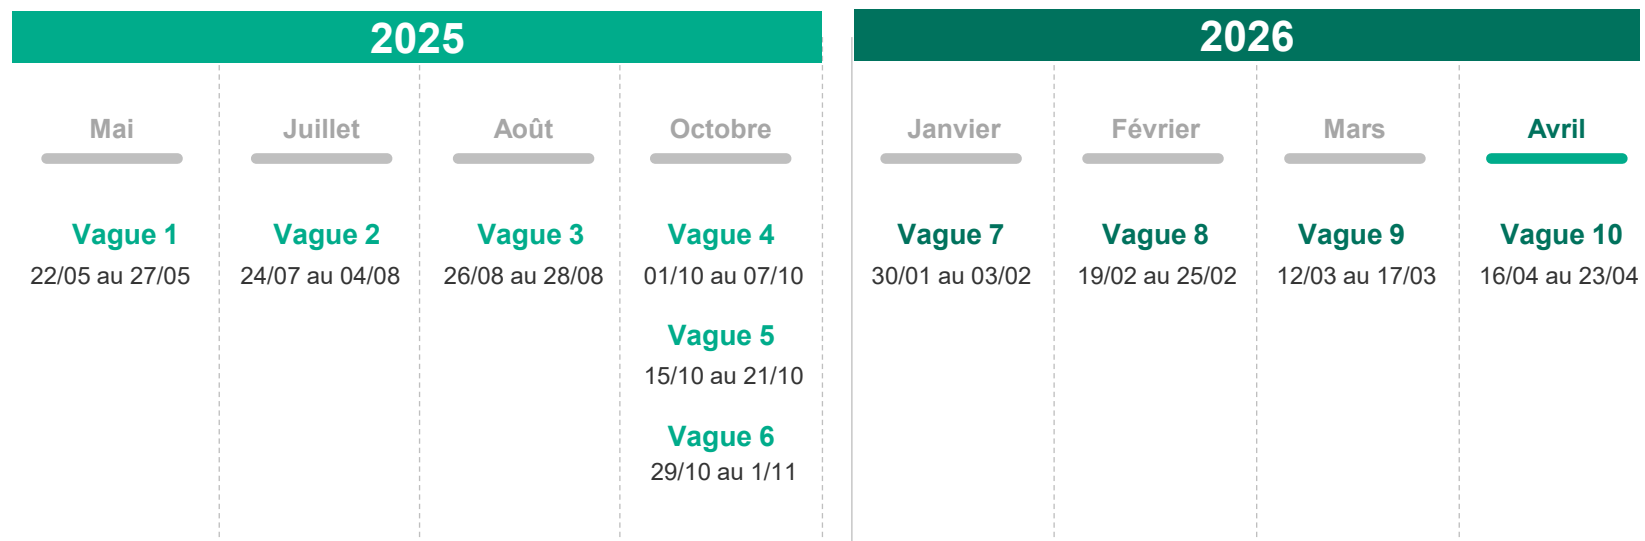 2025
Mai
Juillet
Août
Octobre
Vague 1
22/05 au 27/05
Vague 2
24/07 au 04/08
Vague 3
26/08 au 28/08
Vague 4
01/10 au 07/10
Vague 5
15/10 au 21/10
Vague 6
29/10 au 1/11
2026
Janvier
Février
Mars
Avril
Vague 7
30/01 au 03/02
Vague 8
19/02 au 25/02
Vague 9
12/03 au 17/03
Vague 10
16/04 au 23/04